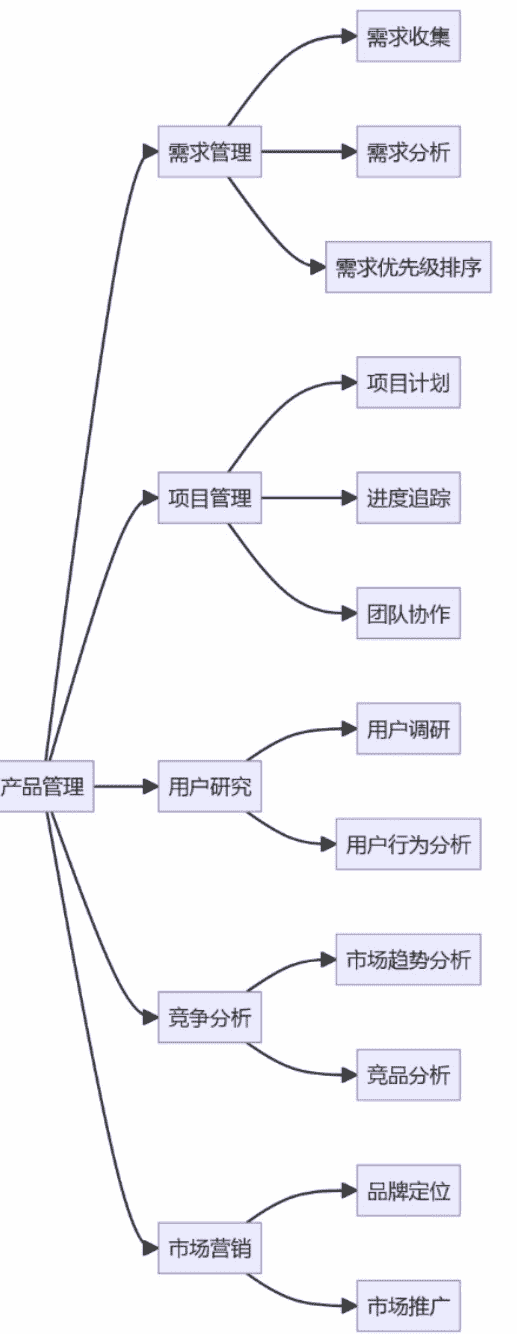 需求收集
需求管理
需求分析
需求优先级排序
项目计划
项目管理
进度追踪
团队协作
用户调研
产品管理
用户研究
用户行为分析
市场趋势分析
竞争分析
竞品分析
品牌定位
市场营销
市场推广